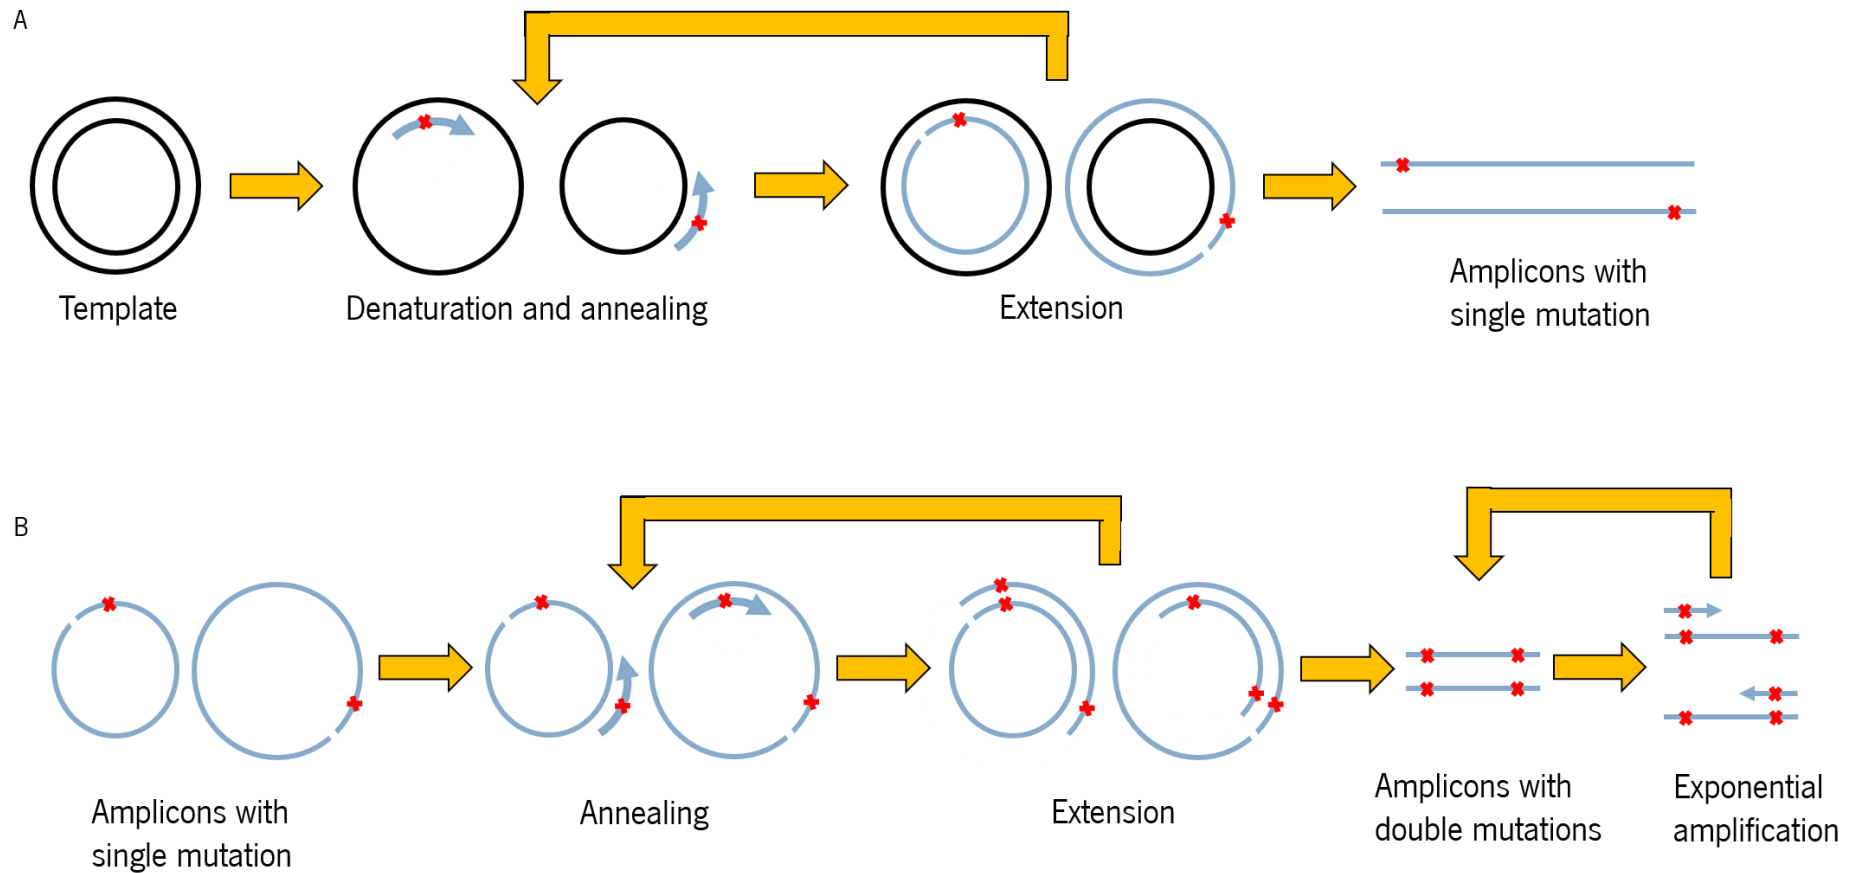 A
Template
Denaturation and annealing
Extension
Amplicons with
single mutation
B
Amplicons with
single mutation
Annealing
Extension
Amplicons with
double mutations
Exponential
amplification